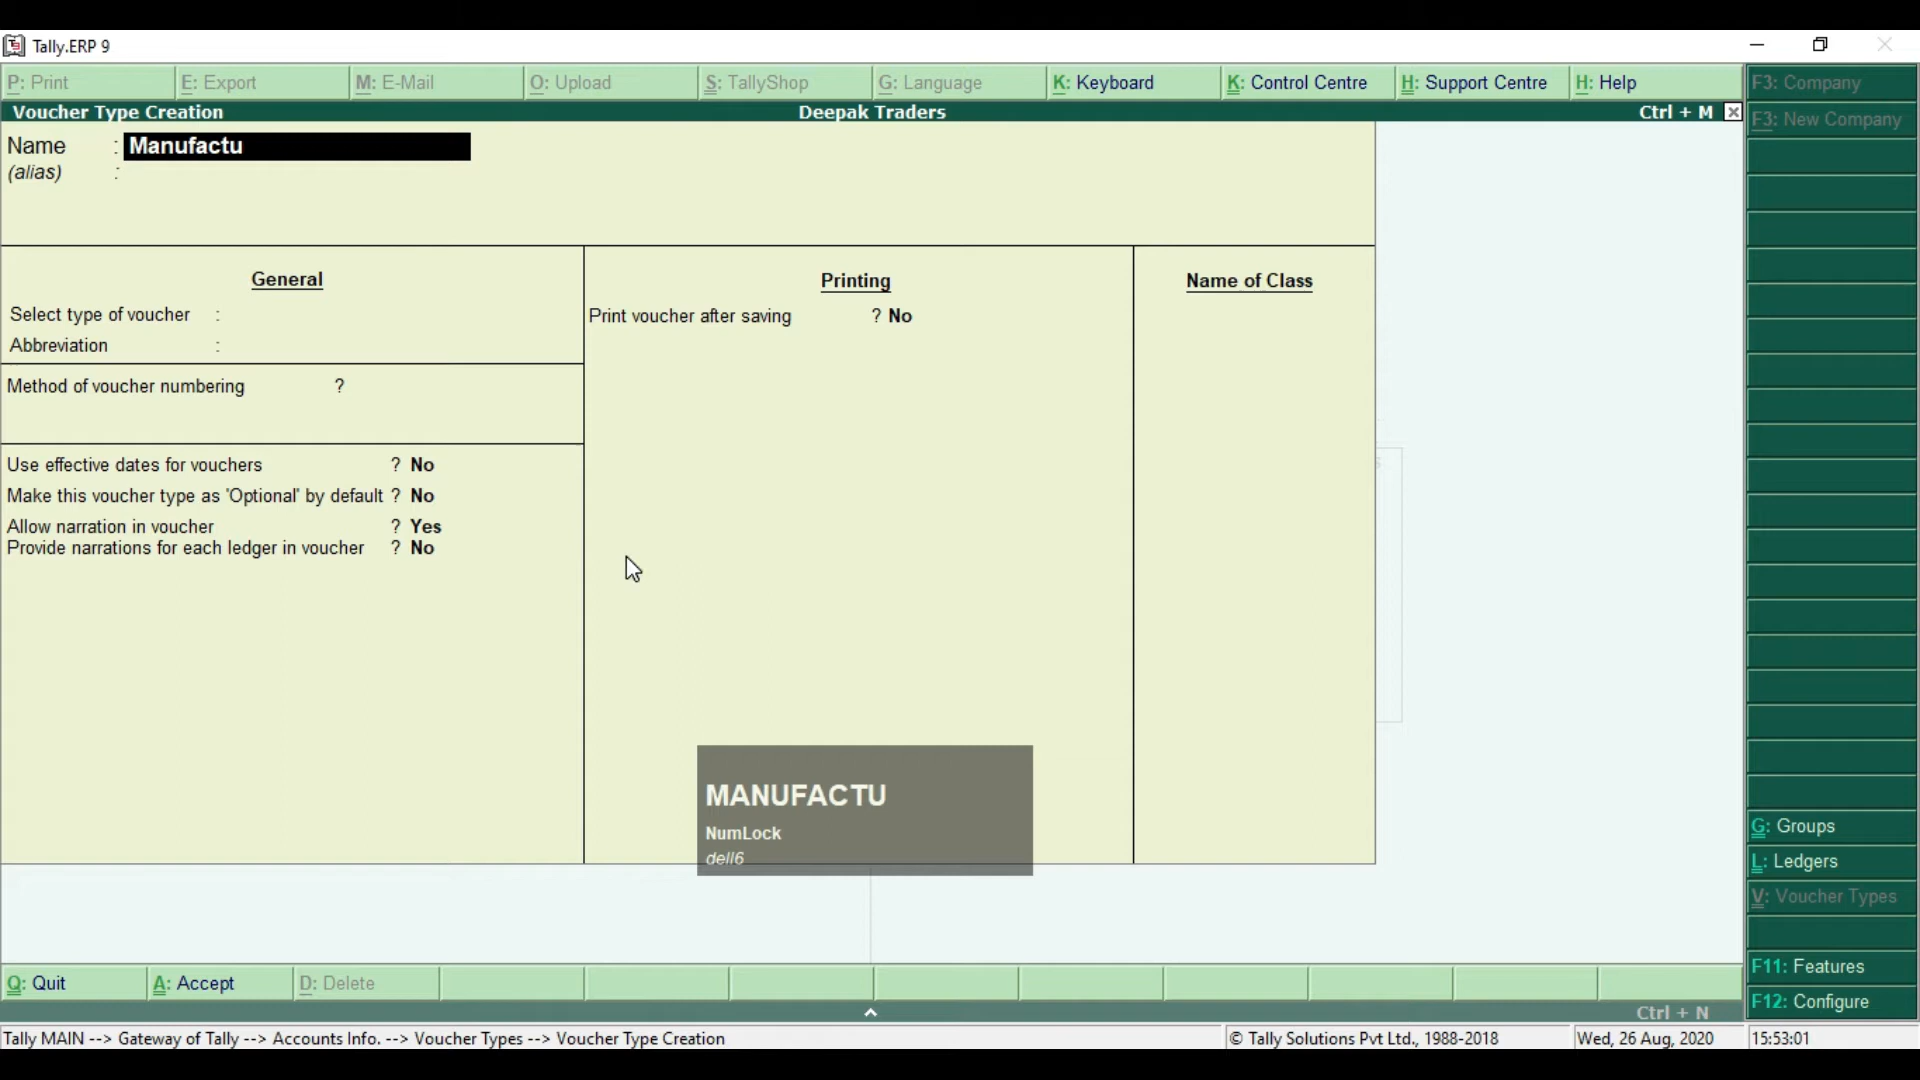 Tally.ERP 9
P: Print E: Export M: E-Mail O: Upload S: TallyShop G: Language K: Keyboard K: Control Centre H: Support Centre H: Help F3: Company
Voucher Type Creation Deepak Traders Ctrl + M F3: New Company
Name : Manufactu
(alias) :
General Printing Name of Class
Select type of voucher : Print voucher after saving ? No
Abbreviation :
Method of voucher numbering ?
Use effective dates for vouchers ? No
Make this voucher type as 'Optional' by default ? No
Allow narration in voucher ? Yes
Provide narrations for each ledger in voucher ? No
MANUFACTU
NumLock
dell6
G: Groups
L: Ledgers
V: Voucher Types
F11: Features
F12: Configure
Q: Quit A: Accept D: Delete
Ctrl + N
Tally MAIN --> Gateway of Tally --> Accounts Info. --> Voucher Types --> Voucher Type Creation © Tally Solutions Pvt Ltd., 1988-2018 Wed, 26 Aug, 2020 15:53:01